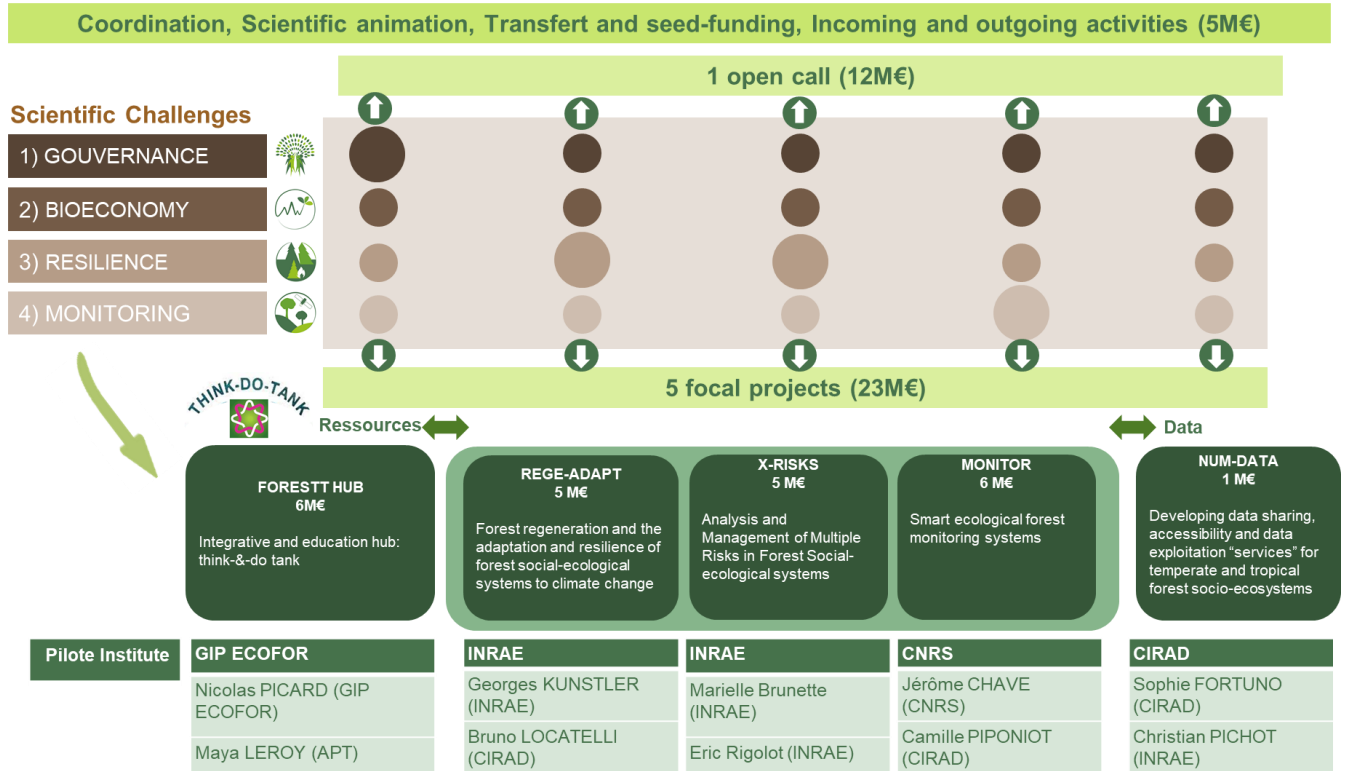 Coordination, Scientific animation, Transfert and seed-funding, Incoming and outgoing activities (5M€)
1 open call (12M€)
Scientific Challenges
1) GOUVERNANCE
2) BIOECONOMY
3) RESILIENCE
4) MONITORING
5 focal projects (23M€)
THINK-DO-TANK
Ressources
Data
FORESTT HUB
6M€
Integrative and education hub:
think-&-do tank
REGE-ADAPT
5 M€
Forest regeneration and the
adaptation and resilience of
forest social-ecological
systems to climate change
X-RISKS
5 M€
Analysis and
Management of Multiple
Risks in Forest Social-
ecological systems
MONITOR
6 M€
Smart ecological forest
monitoring systems
NUM-DATA
1 M€
Developing data sharing,
accessibility and data
exploitation “services” for
temperate and tropical
forest socio-ecosystems
Pilote Institute
GIP ECOFOR
Nicolas PICARD (GIP
ECOFOR)
Maya LEROY (APT)
INRAE
Georges KUNSTLER
(INRAE)
Bruno LOCATELLI
(CIRAD)
INRAE
Marielle Brunette
(INRAE)
Eric Rigolot (INRAE)
CNRS
Jérôme CHAVE
(CNRS)
Camille PIPONIOT
(CIRAD)
CIRAD
Sophie FORTUNO
(CIRAD)
Christian PICHOT
(INRAE)